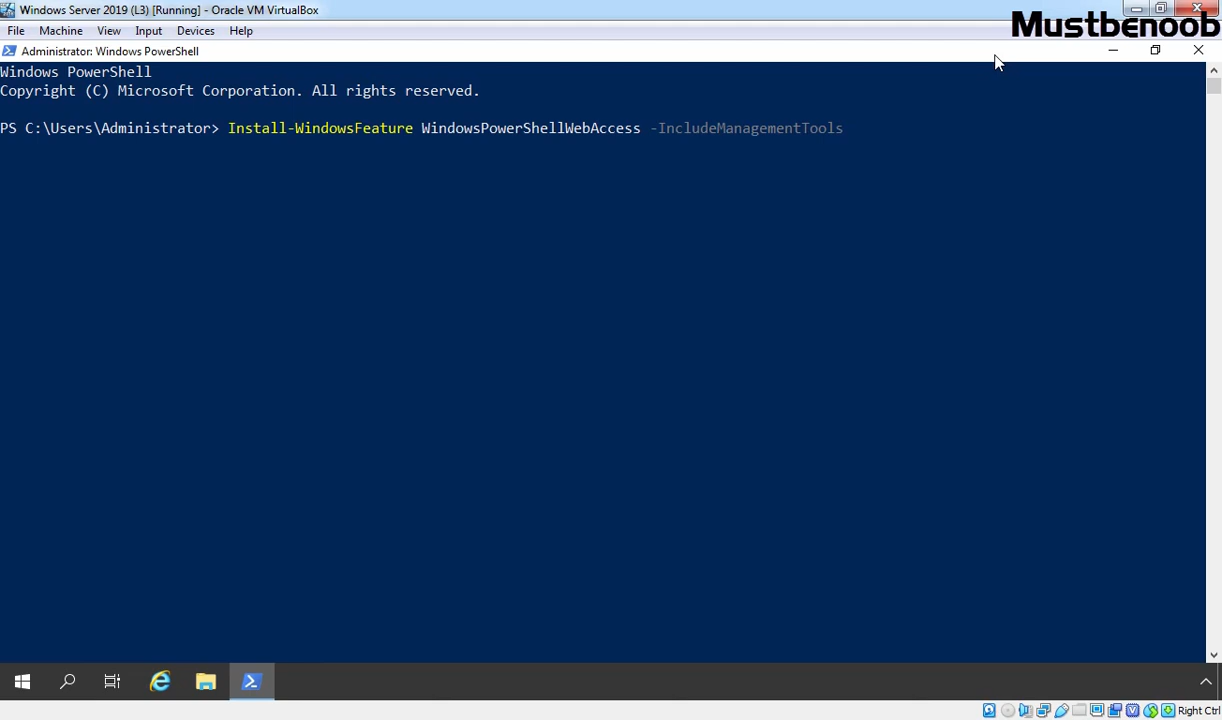 Windows Server 2019 (L3) [Running] - Oracle VM VirtualBox
Mustbenoob
File Machine View Input Devices Help
Administrator: Windows PowerShell
Windows PowerShell
Copyright (C) Microsoft Corporation. All rights reserved.
PS C:\Users\Administrator> Install-WindowsFeature WindowsPowerShellWebAccess -IncludeManagementTools
Right Ctrl